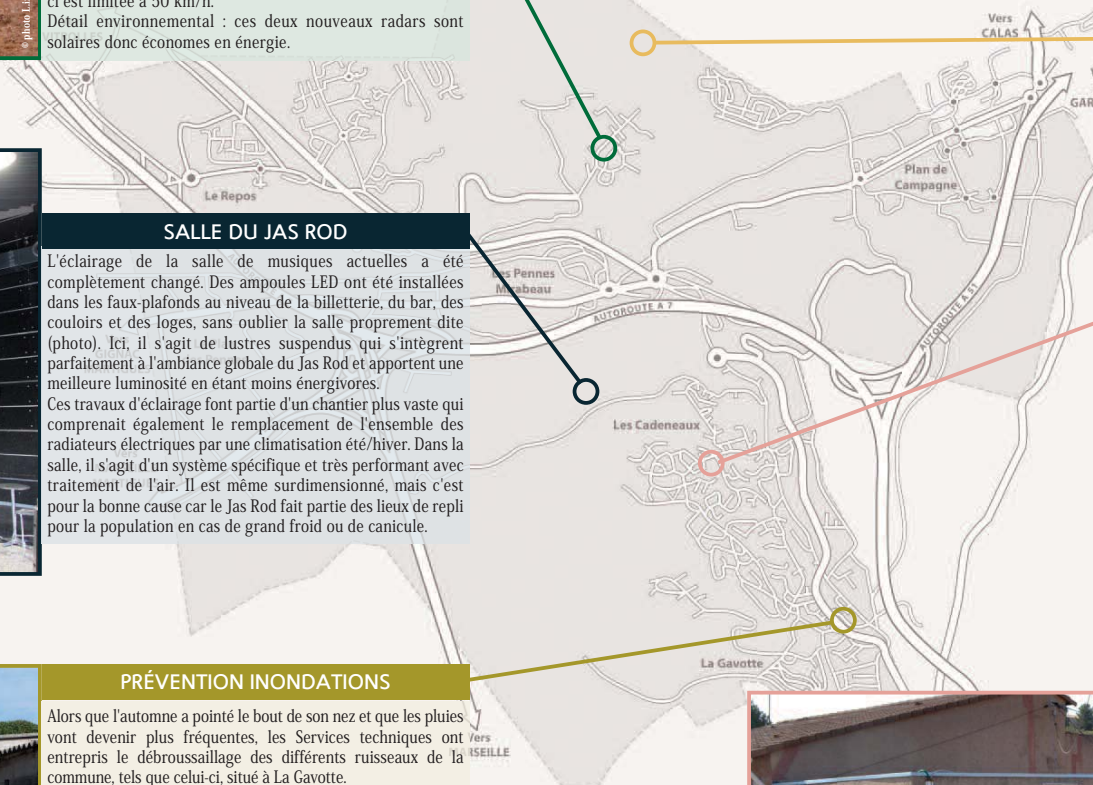 ci est limitée à 50 km/h.
Détail environnemental : ces deux nouveaux radars sont
solaires donc économes en énergie.
© photo L.
VITROLLES
Vers
CALAS
GAR
Le Repos
Plan de
Campagne
SALLE DU JAS ROD
L'éclairage de la salle de musiques actuelles a été
complètement changé. Des ampoules LED ont été installées
dans les faux-plafonds au niveau de la billetterie, du bar, des
couloirs et des loges, sans oublier la salle proprement dite
(photo). Ici, il s'agit de lustres suspendus qui s'intègrent
parfaitement à l'ambiance globale du Jas Rod et apportent une
meilleure luminosité en étant moins énergivores.
Ces travaux d'éclairage font partie d'un chantier plus vaste qui
comprenait également le remplacement de l'ensemble des
radiateurs électriques par une climatisation été/hiver. Dans la
salle, il s'agit d'un système spécifique et très performant avec
traitement de l'air. Il est même surdimensionné, mais c'est
pour la bonne cause car le Jas Rod fait partie des lieux de repli
pour la population en cas de grand froid ou de canicule.
Les Pennes
Mirabeau
AUTOROUTE A 7
AUTOROUTE A 51
Les Cadeneaux
La Gavotte
PRÉVENTION INONDATIONS
Alors que l'automne a pointé le bout de son nez et que les pluies
vont devenir plus fréquentes, les Services techniques ont
entrepris le débroussaillage des différents ruisseaux de la
commune, tels que celui-ci, situé à La Gavotte.
Vers
MARSEILLE